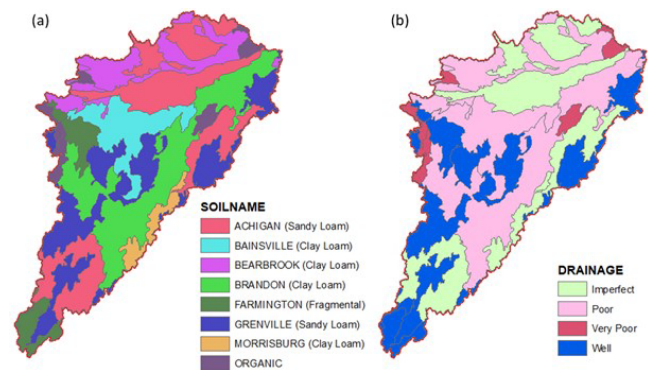 (a)
SOILNAME
ACHIGAN (Sandy Loam)
BAINSVILLE (Clay Loam)
BEARBROOK (Clay Loam)
BRANDON (Clay Loam)
FARMINGTON (Fragmental)
GRENVILLE (Sandy Loam)
MORRISBURG (Clay Loam)
ORGANIC
(b)
DRAINAGE
Imperfect
Poor
Very Poor
Well